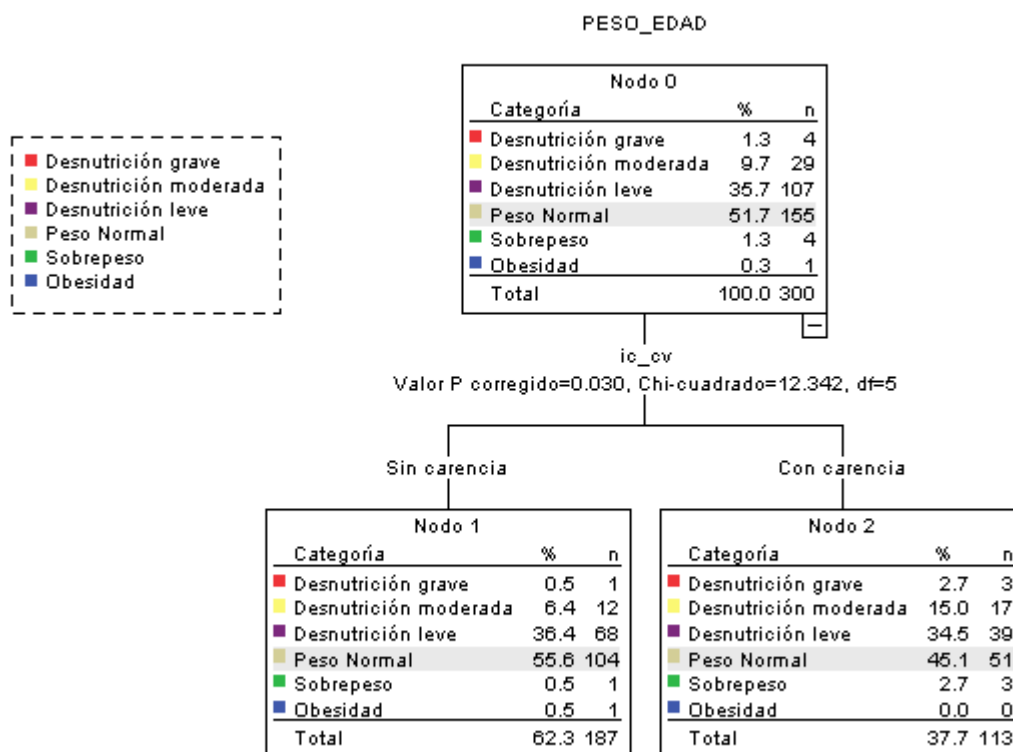 PESO_EDAD
Nodo 0
Categoría % n
Desnutrición grave 1.3 4
Desnutrición moderada 9.7 29
Desnutrición leve 35.7 107
Peso Normal 51.7 155
Sobrepeso 1.3 4
Obesidad 0.3 1
Total 100.0 300
Desnutrición grave
Desnutrición moderada
Desnutrición leve
Peso Normal
Sobrepeso
Obesidad
ic_cv
Valor P corregido=0.030, Chi-cuadrado=12.342, df=5
Sin carencia
Con carencia
Nodo 1
Categoría % n
Desnutrición grave 0.5 1
Desnutrición moderada 6.4 12
Desnutrición leve 36.4 68
Peso Normal 55.6 104
Sobrepeso 0.5 1
Obesidad 0.5 1
Total 62.3 187
Nodo 2
Categoría % n
Desnutrición grave 2.7 3
Desnutrición moderada 15.0 17
Desnutrición leve 34.5 39
Peso Normal 45.1 51
Sobrepeso 2.7 3
Obesidad 0.0 0
Total 37.7 113